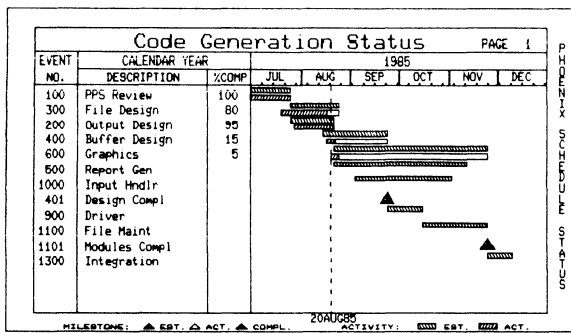 Code Generation Status PAGE 1
EVENT CALENDAR YEAR 1985
NO. DESCRIPTION %COMP JUL AUG SEP OCT NOV DEC
100 PPS Review 100
300 File Design 80
200 Output Design 95
400 Buffer Design 15
600 Graphics 5
500 Report Gen
1000 Input Hndlr
401 Design Compl
900 Driver
1100 File Maint
1101 Modules Compl
1300 Integration
20AUG85
MILESTONE: EST. ACT. COMPL. ACTIVITY: EST. ACT.
PHOENIX SCHEDULE STATUS